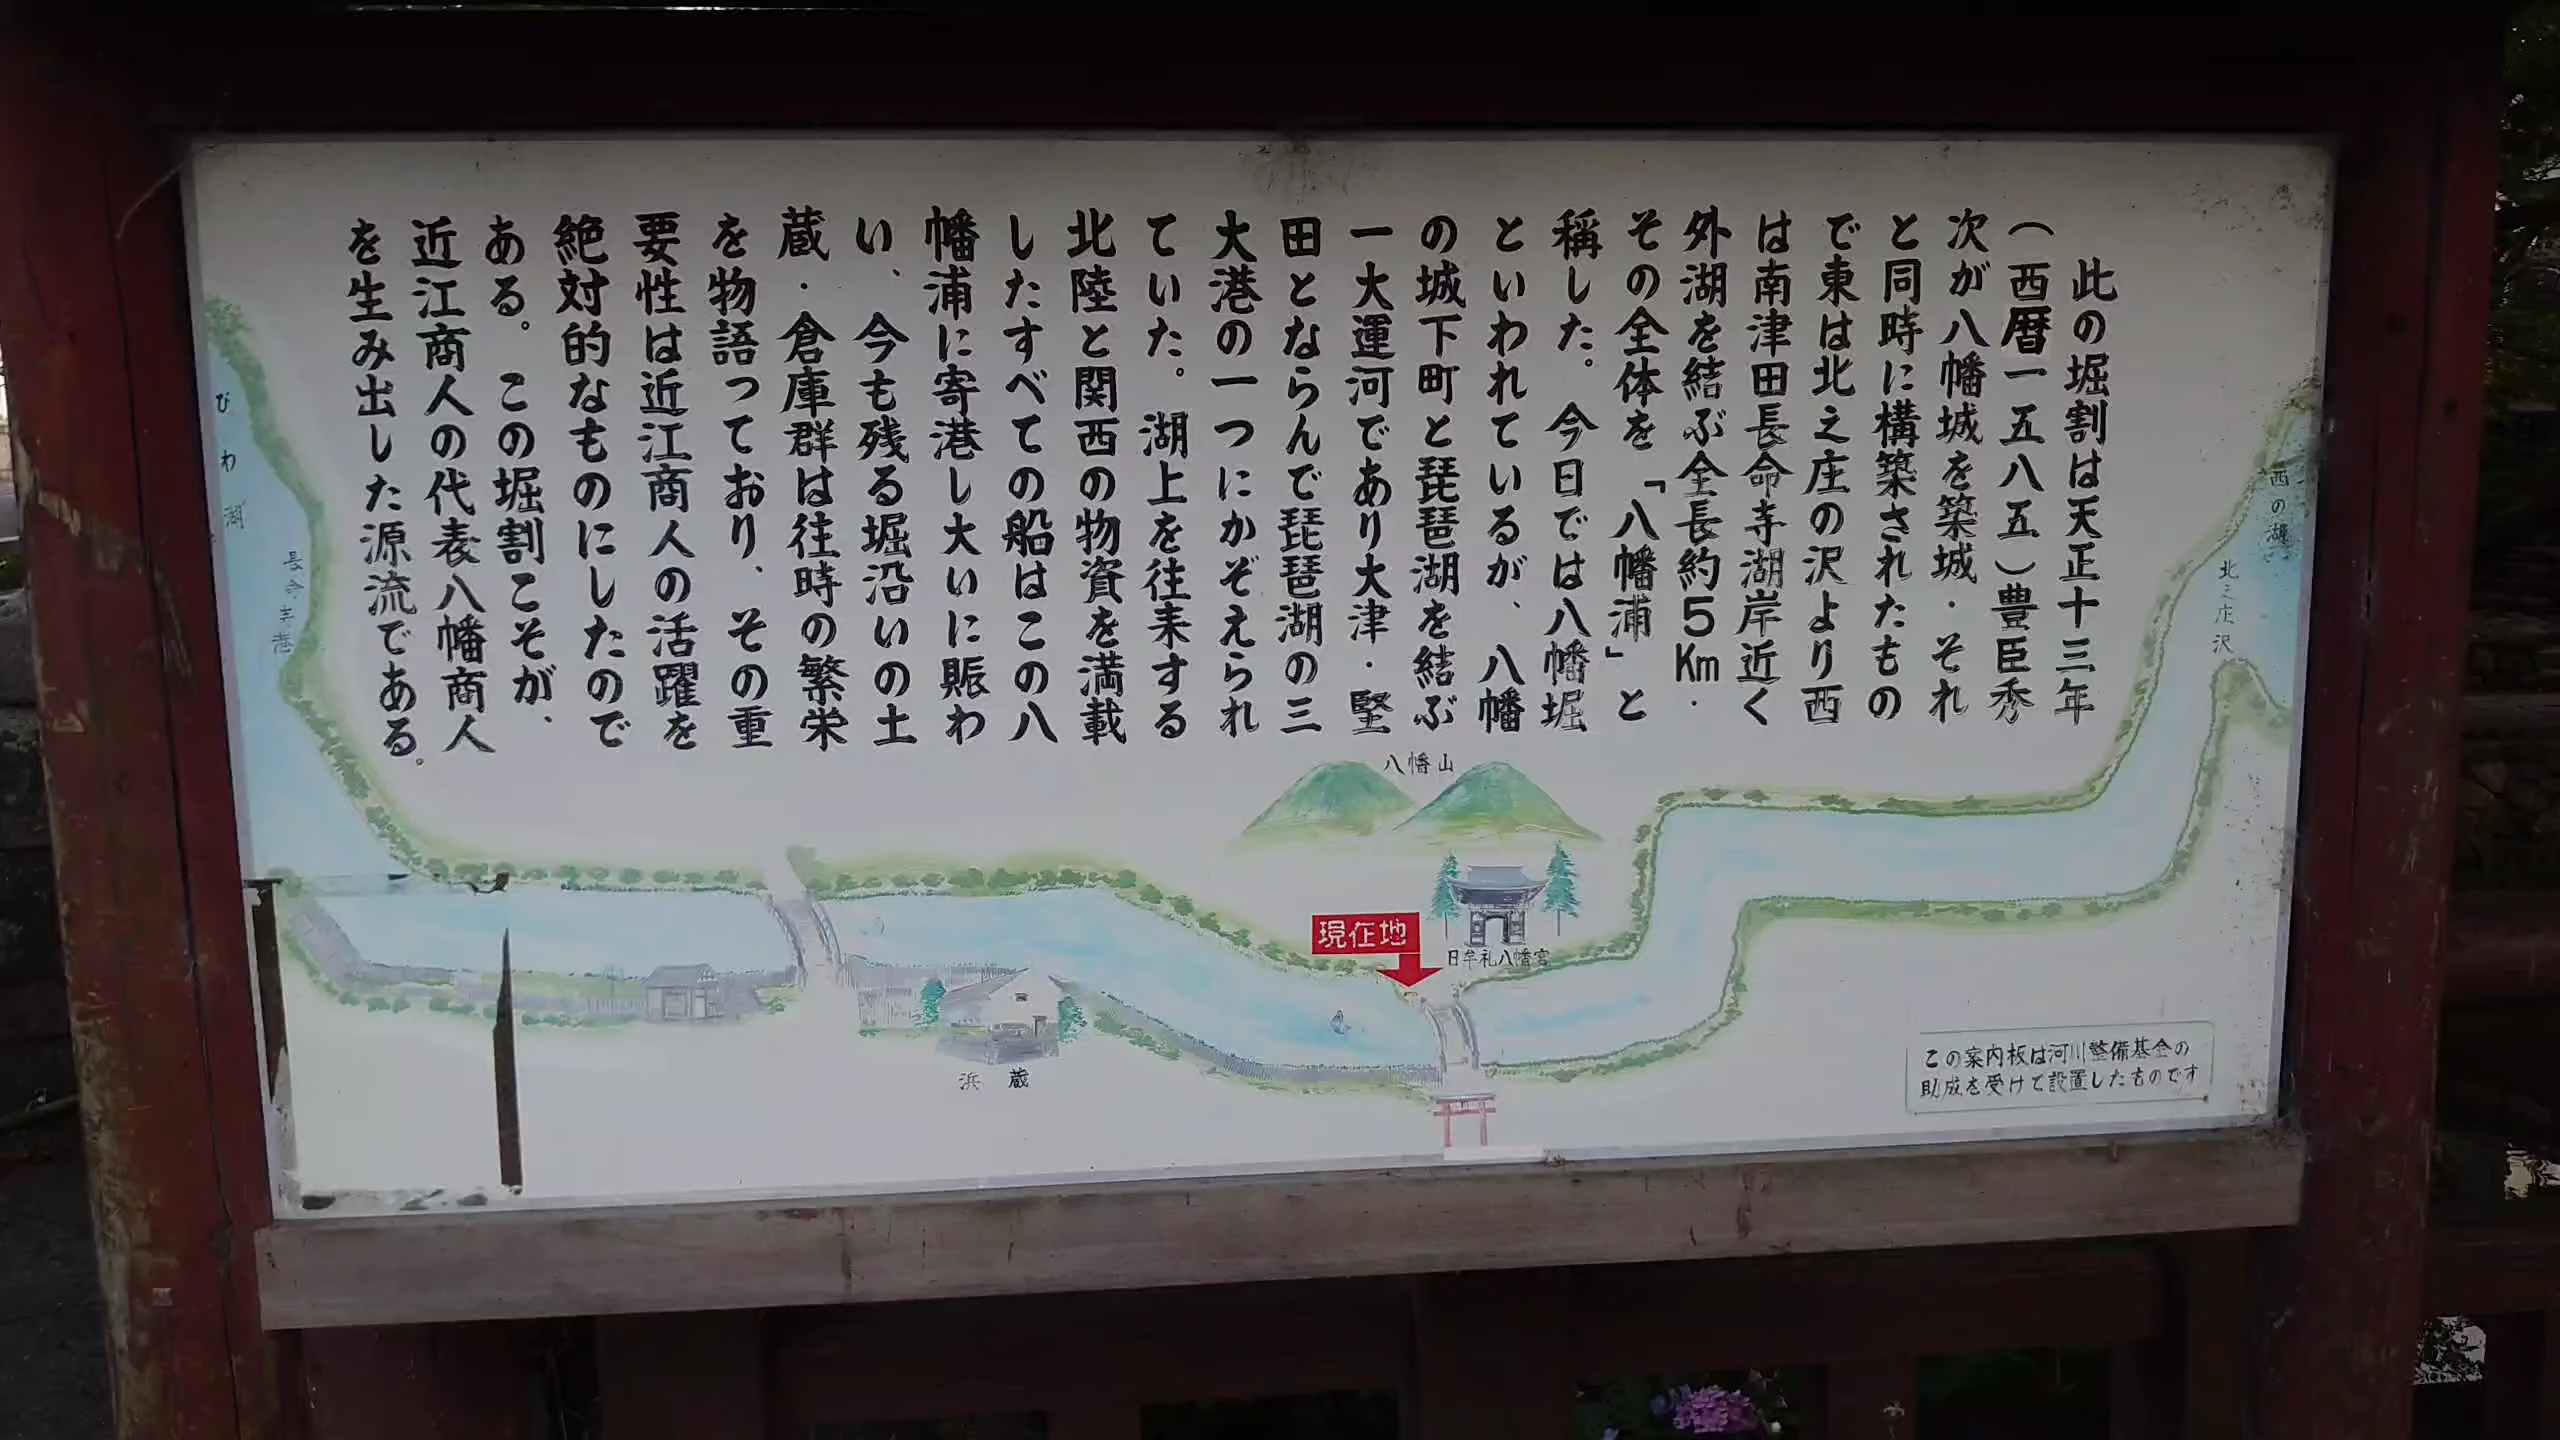 此の堀割は天正十三年
(西暦一五八五)豊臣秀
次が八幡城を築城・それ
と同時に構築されたもの
で東は北之庄の沢より西
は南津田長命寺湖岸近く
外湖を結ぶ全長約5Km・
その全体を「八幡浦」と
稱した。今日では八幡堀
といわれているが、八幡
の城下町と琵琶湖を結ぶ
一大運河であり大津・堅
田とならんで琵琶湖の三
大港の一つにかぞえられ
ていた。湖上を往来する
北陸と関西の物資を満載
したすべての船はこの八
幡浦に寄港し大いに賑わ
い、今も残る堀沿いの土
蔵・倉庫群は往時の繁栄
を物語っており、その重
要性は近江商人の活躍を
絶対的なものにしたので
ある。この堀割こそが、
近江商人の代表八幡商人
を生み出した源流である。
西の湖
北之庄沢
八幡山
日牟礼八幡宮
現在地
浜蔵
びわ湖
長命寺港
この案内板は河川整備基金の
助成を受けて設置したものです